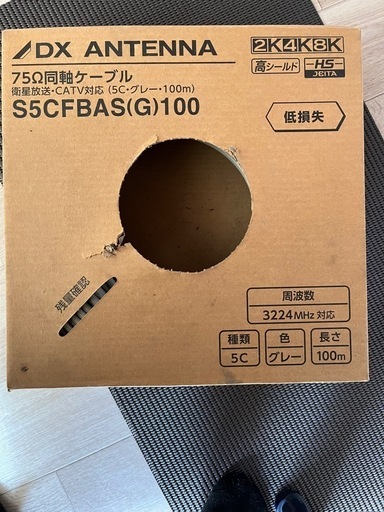 DX ANTENNA
2K4K8K
75Ω同軸ケーブル
高シールド
HS
JEITA
衛星放送・CATV対応 (5C・グレー・100m)
S5CFBAS(G)100
低損失
残量確認
周波数
3224MHz対応
種類
色
長さ
5C
グレー
100m